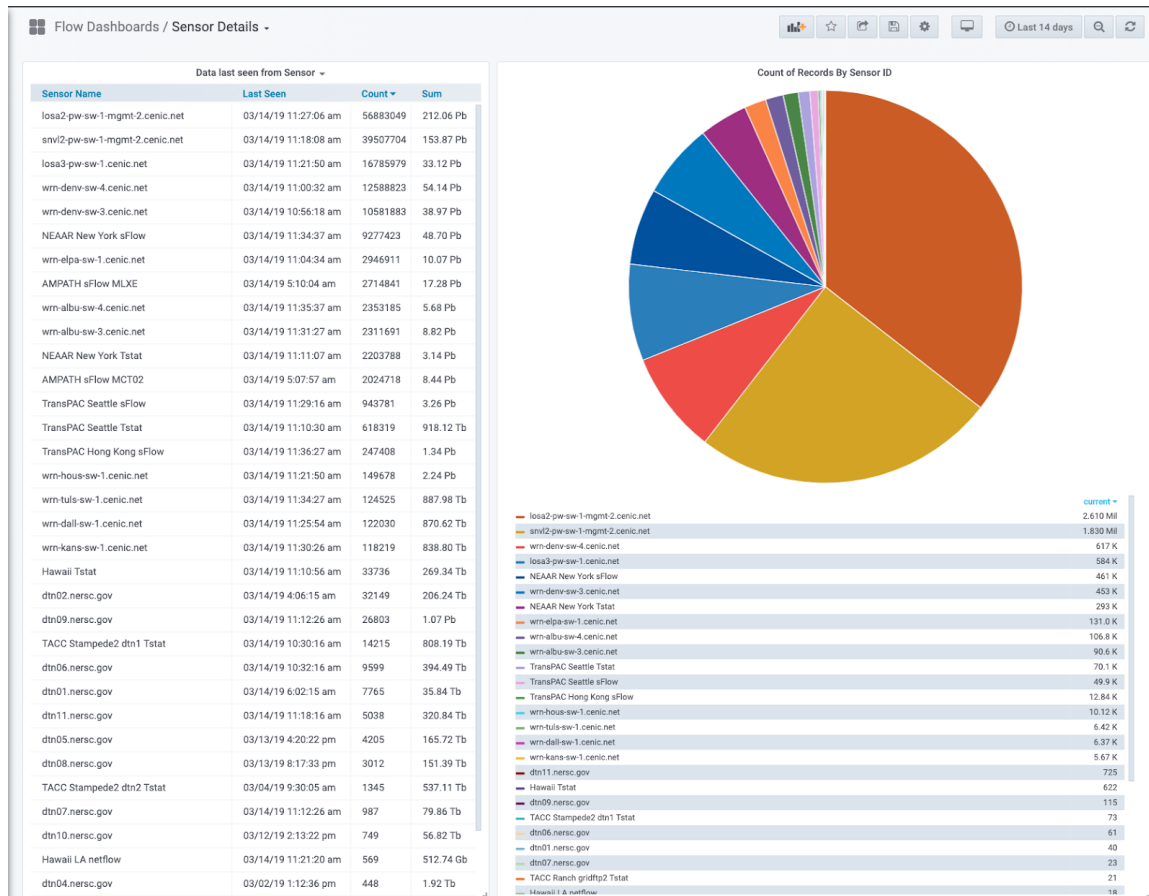 Flow Dashboards / Sensor Details
Last 14 days
Data last seen from Sensor
Sensor Name Last Seen Count Sum
losa2-pw-sw-1-mgmt-2.cenic.net 03/14/19 11:27:06 am 56883049 212.06 Pb
snvl2-pw-sw-1-mgmt-2.cenic.net 03/14/19 11:18:08 am 39507704 153.87 Pb
losa3-pw-sw-1.cenic.net 03/14/19 11:21:50 am 16785979 33.12 Pb
wrn-denv-sw-4.cenic.net 03/14/19 11:00:32 am 12588823 54.14 Pb
wrn-denv-sw-3.cenic.net 03/14/19 10:56:18 am 10581883 38.97 Pb
NEAAR New York sFlow 03/14/19 11:34:37 am 9277423 48.70 Pb
wrn-elpa-sw-1.cenic.net 03/14/19 11:04:34 am 2946911 10.07 Pb
AMPATH sFlow MLXE 03/14/19 5:10:04 am 2714841 17.28 Pb
wrn-albu-sw-4.cenic.net 03/14/19 11:35:37 am 2353185 5.68 Pb
wrn-albu-sw-3.cenic.net 03/14/19 11:31:27 am 2311691 8.82 Pb
NEAAR New York Tstat 03/14/19 11:11:07 am 2203788 3.14 Pb
AMPATH sFlow MCT02 03/14/19 5:07:57 am 2024718 8.44 Pb
TransPAC Seattle sFlow 03/14/19 11:29:16 am 943781 3.26 Pb
TransPAC Seattle Tstat 03/14/19 11:10:30 am 618319 918.12 Tb
TransPAC Hong Kong sFlow 03/14/19 11:36:27 am 247408 1.34 Pb
wrn-hous-sw-1.cenic.net 03/14/19 11:21:50 am 149678 2.24 Pb
wrn-tuls-sw-1.cenic.net 03/14/19 11:34:27 am 124525 887.98 Tb
wrn-dall-sw-1.cenic.net 03/14/19 11:25:54 am 122030 870.62 Tb
wrn-kans-sw-1.cenic.net 03/14/19 11:30:26 am 118219 838.80 Tb
Hawaii Tstat 03/14/19 11:10:56 am 33736 269.34 Tb
dtn02.nersc.gov 03/14/19 4:06:15 am 32149 206.24 Tb
dtn09.nersc.gov 03/14/19 11:12:26 am 26803 1.07 Pb
TACC Stampede2 dtn1 Tstat 03/14/19 10:30:16 am 14215 808.19 Tb
dtn06.nersc.gov 03/14/19 10:32:16 am 9599 394.49 Tb
dtn01.nersc.gov 03/14/19 6:02:15 am 7765 35.84 Tb
dtn11.nersc.gov 03/14/19 11:18:16 am 5038 320.84 Tb
dtn05.nersc.gov 03/13/19 4:20:22 pm 4205 165.72 Tb
dtn08.nersc.gov 03/13/19 8:17:33 pm 3012 151.39 Tb
TACC Stampede2 dtn2 Tstat 03/04/19 9:30:05 am 1345 537.11 Tb
dtn07.nersc.gov 03/14/19 11:12:26 am 987 79.86 Tb
dtn10.nersc.gov 03/12/19 2:13:22 pm 749 56.82 Tb
Hawaii LA netflow 03/14/19 11:21:20 am 569 512.74 Gb
dtn04.nersc.gov 03/02/19 1:12:36 pm 448 1.92 Tb
Count of Records By Sensor ID
current
losa2-pw-sw-1-mgmt-2.cenic.net 2.610 Mil
snvl2-pw-sw-1-mgmt-2.cenic.net 1.830 Mil
wrn-denv-sw-4.cenic.net 617 K
losa3-pw-sw-1.cenic.net 584 K
NEAAR New York sFlow 461 K
wrn-denv-sw-3.cenic.net 453 K
NEAAR New York Tstat 293 K
wrn-elpa-sw-1.cenic.net 131.0 K
wrn-albu-sw-4.cenic.net 106.8 K
wrn-albu-sw-3.cenic.net 90.6 K
TransPAC Seattle Tstat 70.1 K
TransPAC Seattle sFlow 49.9 K
TransPAC Hong Kong sFlow 12.84 K
wrn-hous-sw-1.cenic.net 10.12 K
wrn-tuls-sw-1.cenic.net 6.42 K
wrn-dall-sw-1.cenic.net 6.37 K
wrn-kans-sw-1.cenic.net 5.67 K
dtn11.nersc.gov 725
Hawaii Tstat 622
dtn09.nersc.gov 115
TACC Stampede2 dtn1 Tstat 73
dtn06.nersc.gov 61
dtn01.nersc.gov 40
dtn07.nersc.gov 23
TACC Ranch gridftp2 Tstat 21
Hawaii LA netflow 18